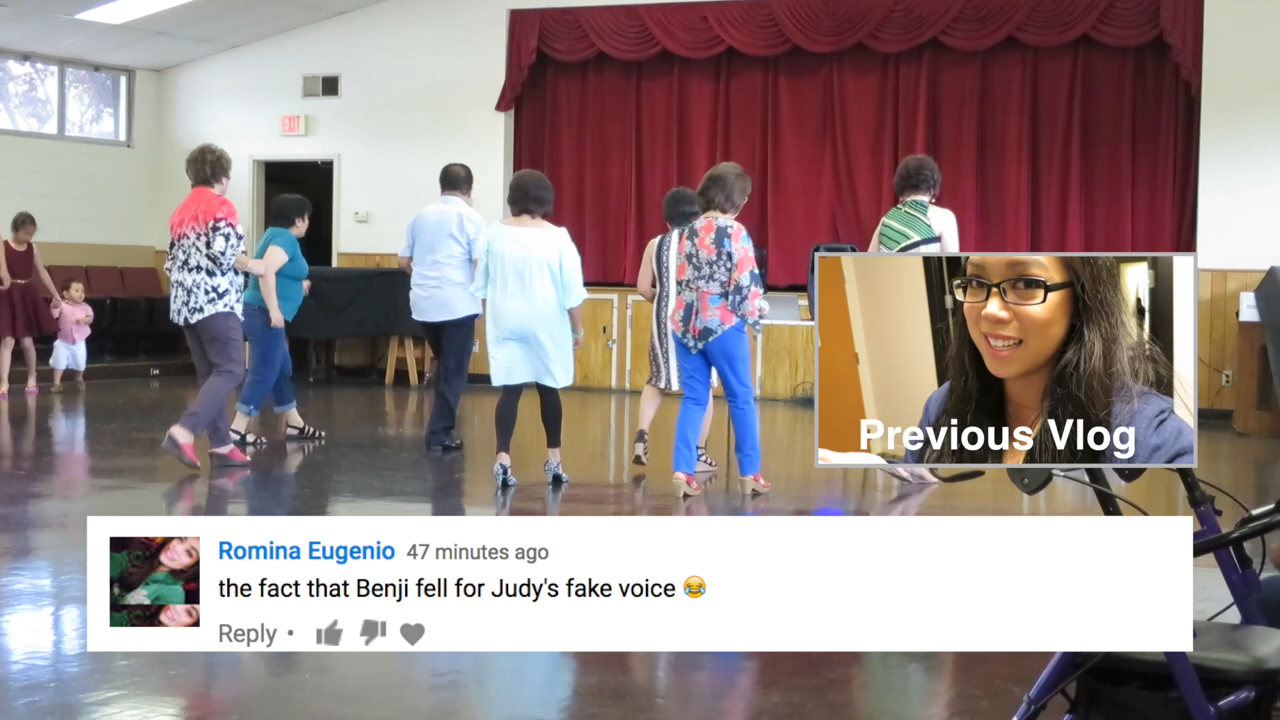 EXIT
Previous Vlog
Romina Eugenio 47 minutes ago
the fact that Benji fell for Judy's fake voice 😂
Reply •